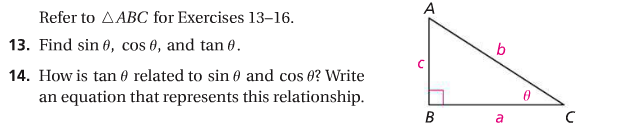 Refer to △ABC for Exercises 13–16.
13. Find sin θ, cos θ, and tan θ.
14. How is tan θ related to sin θ and cos θ? Write
an equation that represents this relationship.
A
b
c
θ
B
a
C